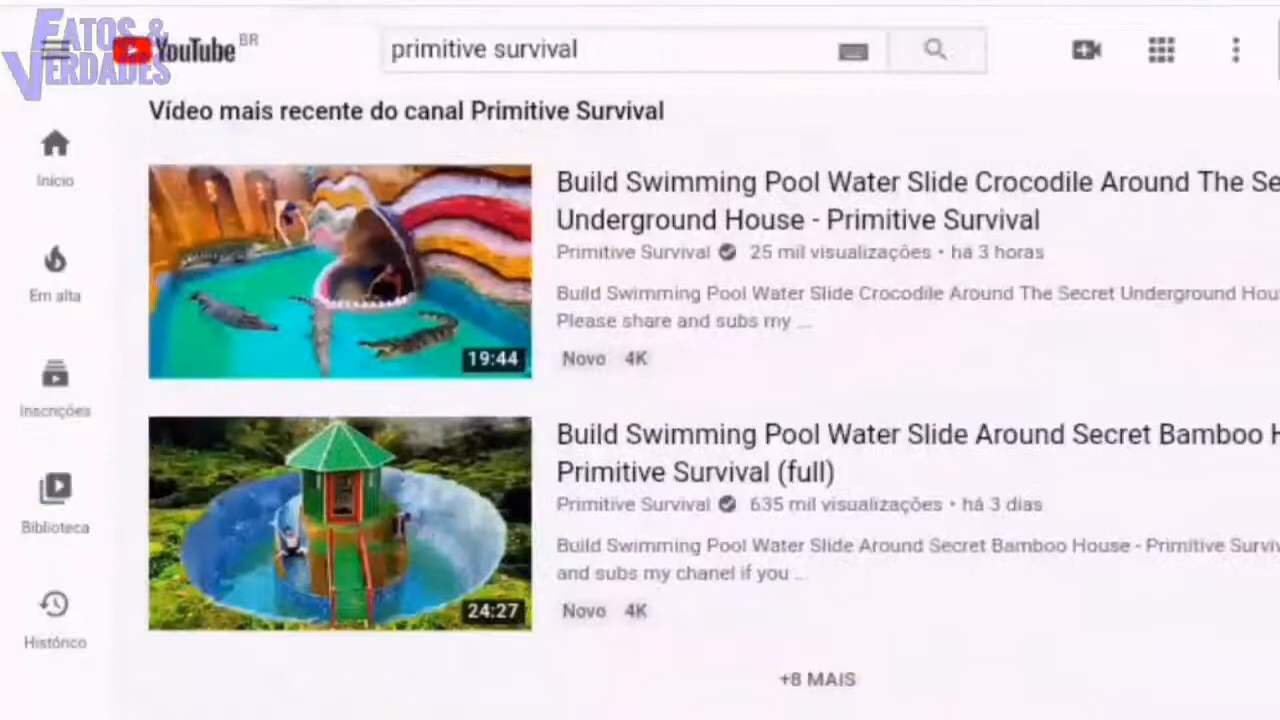 FATOS &
VERDADES
YouTube BR
primitive survival
Vídeo mais recente do canal Primitive Survival
Início
Em alta
Inscrições
Biblioteca
Histórico
19:44
Build Swimming Pool Water Slide Crocodile Around The Se
Underground House - Primitive Survival
Primitive Survival 25 mil visualizações • há 3 horas
Build Swimming Pool Water Slide Crocodile Around The Secret Underground Hou
Please share and subs my ...
Novo 4K
24:27
Build Swimming Pool Water Slide Around Secret Bamboo H
Primitive Survival (full)
Primitive Survival 635 mil visualizações • há 3 dias
Build Swimming Pool Water Slide Around Secret Bamboo House - Primitive Surviv
and subs my chanel if you ...
Novo 4K
+8 MAIS